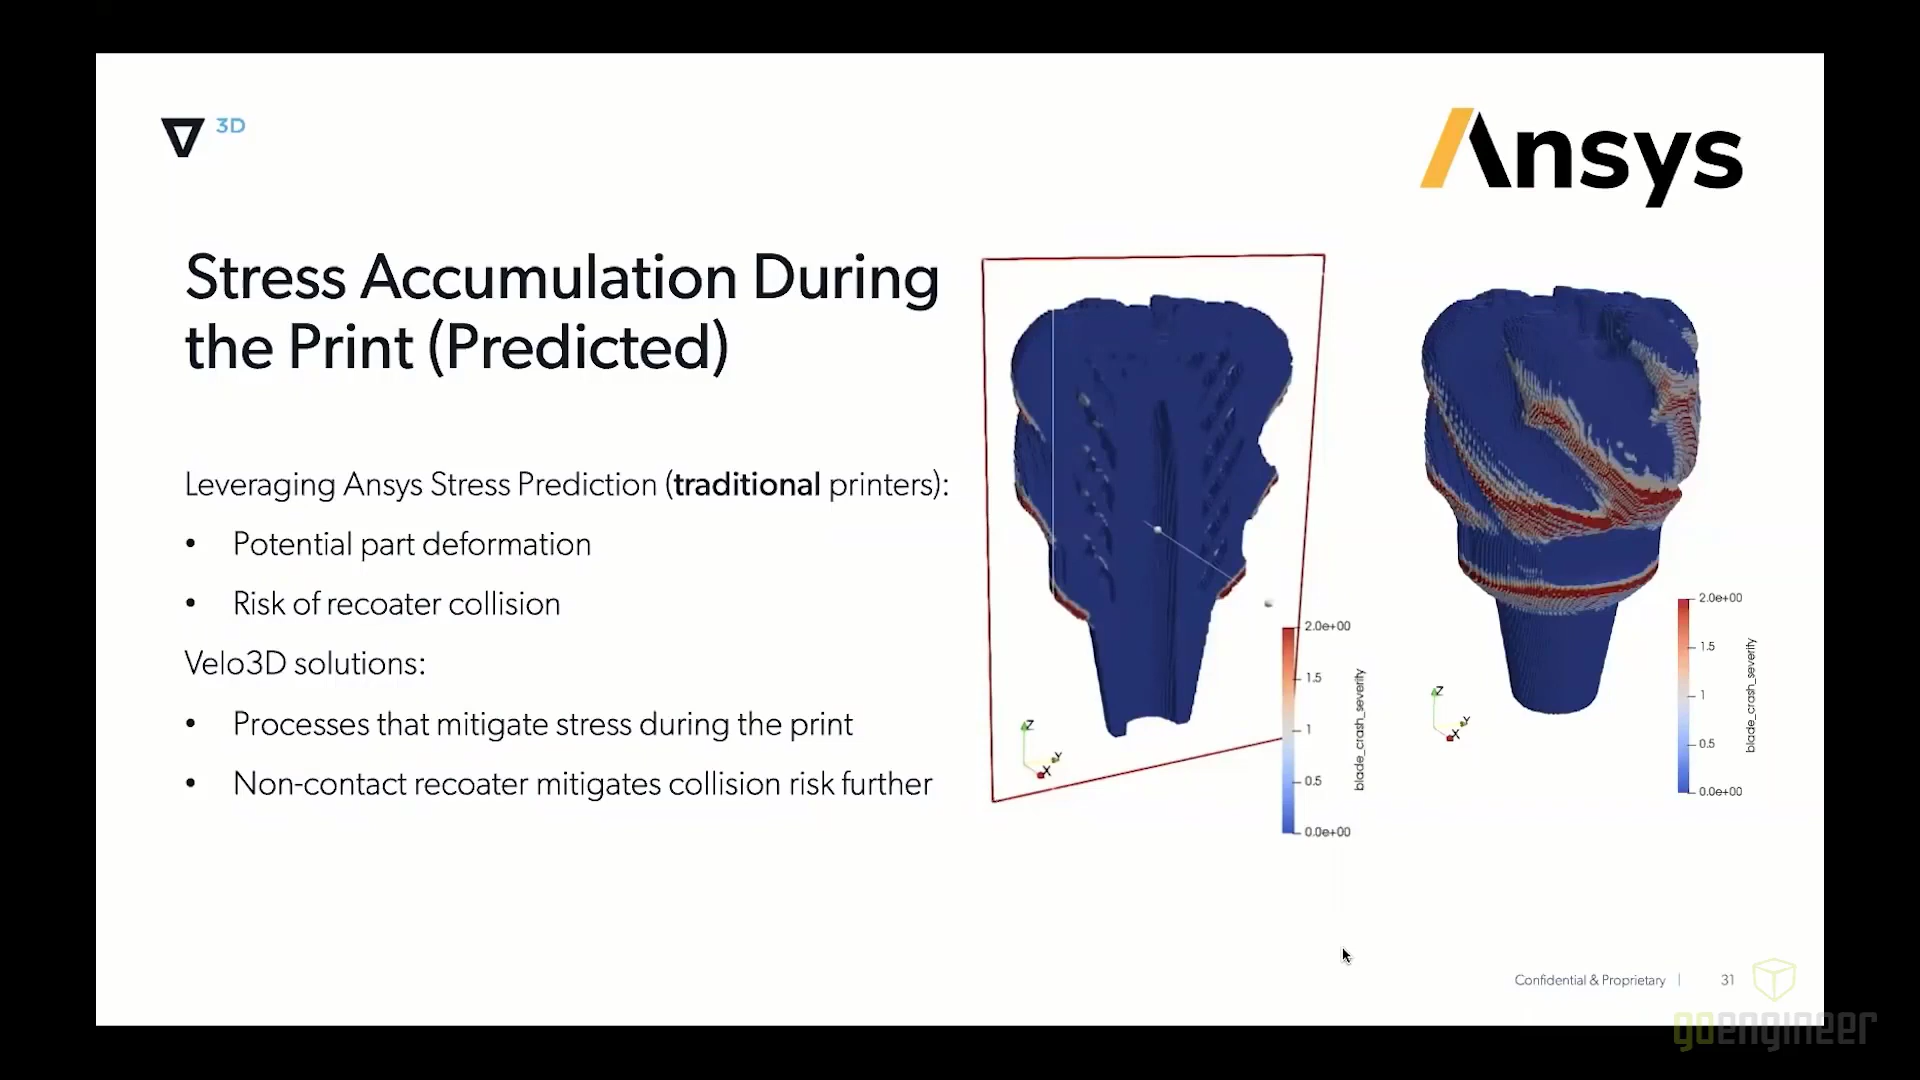 3D
Ansys
Stress Accumulation During
the Print (Predicted)
Leveraging Ansys Stress Prediction (traditional printers):
• Potential part deformation
• Risk of recoater collision
Velo3D solutions:
• Processes that mitigate stress during the print
• Non-contact recoater mitigates collision risk further
2.0e+00
1.5
1
0.5
0.0e+00
blade_crash_severity
Z
Y
X
2.0e+00
1.5
1
0.5
0.0e+00
blade_crash_severity
Z
Y
X
Confidential & Proprietary | 31
goengineer